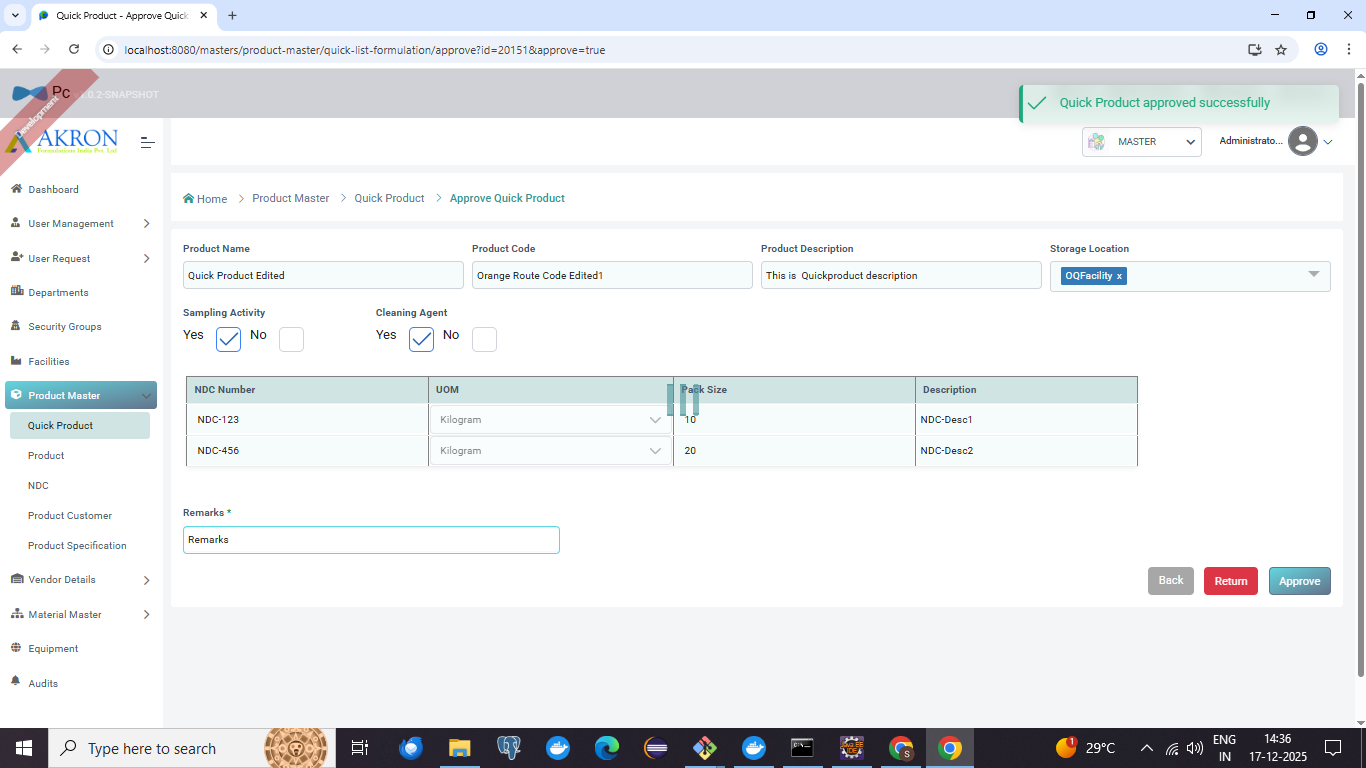 Quick Product - Approve Quick
localhost:8080/masters/product-master/quick-list-formulation/approve?id=20151&approve=true
Pc
.0.2-SNAPSHOT
Development
Quick Product approved successfully
AKRON
Formulations India Pvt Ltd
MASTER
Administrato...
Dashboard
User Management
User Request
Departments
Security Groups
Facilities
Product Master
Quick Product
Product
NDC
Product Customer
Product Specification
Vendor Details
Material Master
Equipment
Audits
Home
Product Master
Quick Product
Approve Quick Product
Product Name
Product Code
Product Description
Storage Location
Quick Product Edited
Orange Route Code Edited1
This is  Quickproduct description
OQFacility x
Sampling Activity
Cleaning Agent
Yes No
Yes No
NDC Number UOM Pack Size Description
NDC-123 Kilogram 10 NDC-Desc1
NDC-456 Kilogram 20 NDC-Desc2
Remarks *
Remarks
Back Return Approve
Type here to search
1
29°C
ENG
IN
14:36
17-12-2025